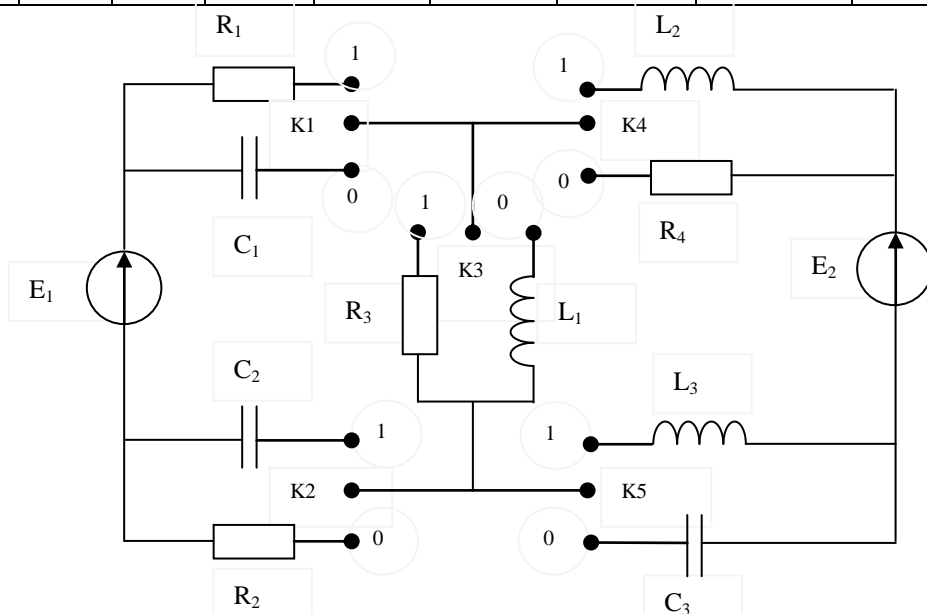 R₁ L₂
1 1
K1 K4
0 0
1 0
C₁ R₄
K3
E₁ E₂
R₃ L₁
C₂
L₃
1 1
K2 K5
0 0
R₂ C₃